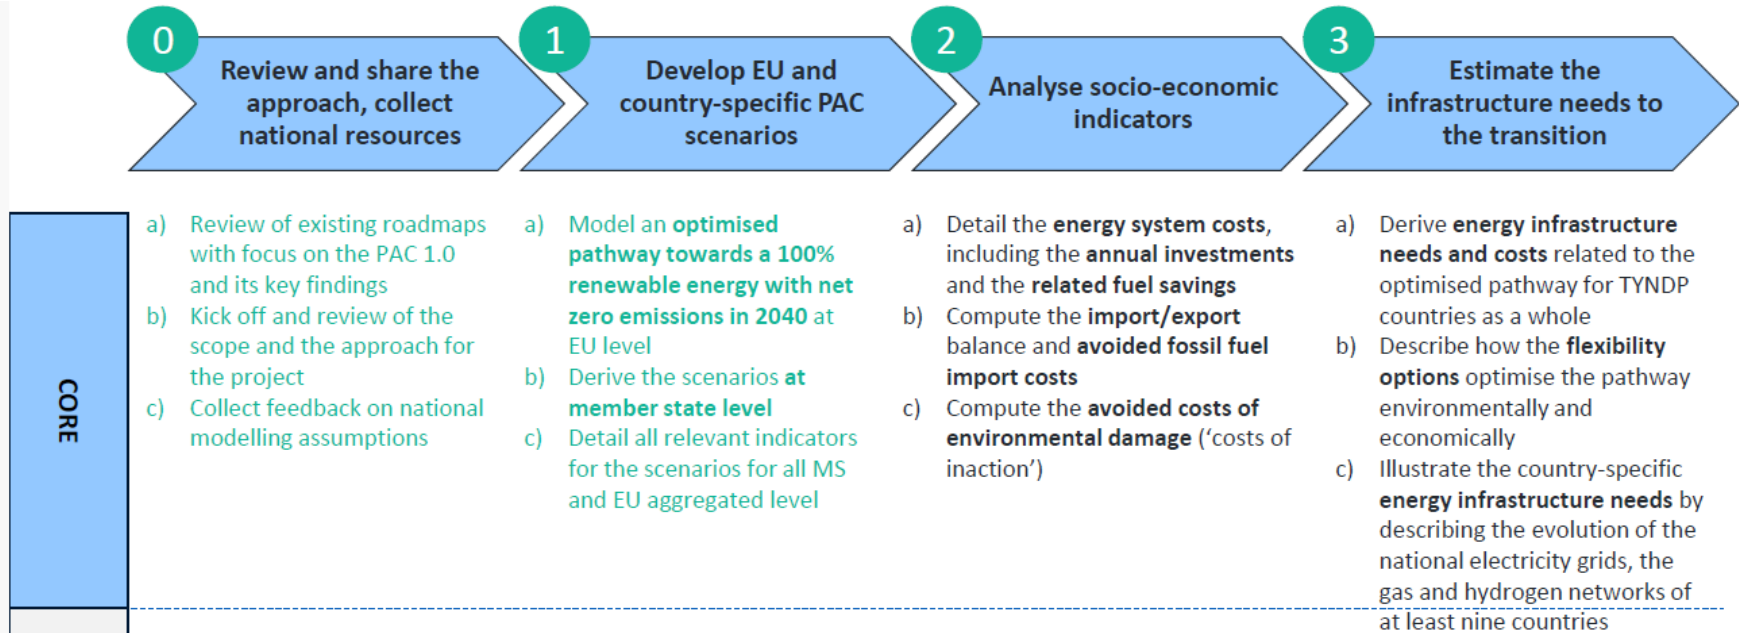 0
Review and share the
approach, collect
national resources
1
Develop EU and
country-specific PAC
scenarios
2
Analyse socio-economic
indicators
3
Estimate the
infrastructure needs to
the transition
CORE
a) Review of existing roadmaps
with focus on the PAC 1.0
and its key findings
b) Kick off and review of the
scope and the approach for
the project
c) Collect feedback on national
modelling assumptions
a) Model an optimised
pathway towards a 100%
renewable energy with net
zero emissions in 2040 at
EU level
b) Derive the scenarios at
member state level
c) Detail all relevant indicators
for the scenarios for all MS
and EU aggregated level
a) Detail the energy system costs,
including the annual investments
and the related fuel savings
b) Compute the import/export
balance and avoided fossil fuel
import costs
c) Compute the avoided costs of
environmental damage (‘costs of
inaction’)
a) Derive energy infrastructure
needs and costs related to the
optimised pathway for TYNDP
countries as a whole
b) Describe how the flexibility
options optimise the pathway
environmentally and
economically
c) Illustrate the country-specific
energy infrastructure needs by
describing the evolution of the
national electricity grids, the
gas and hydrogen networks of
at least nine countries